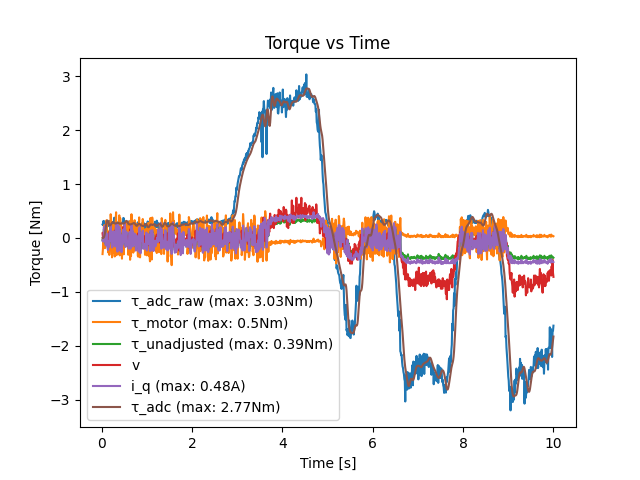 Torque vs Time
Torque [Nm]
3
2
1
0
−1
−2
−3
τ_adc_raw (max: 3.03Nm)
τ_motor (max: 0.5Nm)
τ_unadjusted (max: 0.39Nm)
v
i_q (max: 0.48A)
τ_adc (max: 2.77Nm)
0 2 4 6 8 10
Time [s]